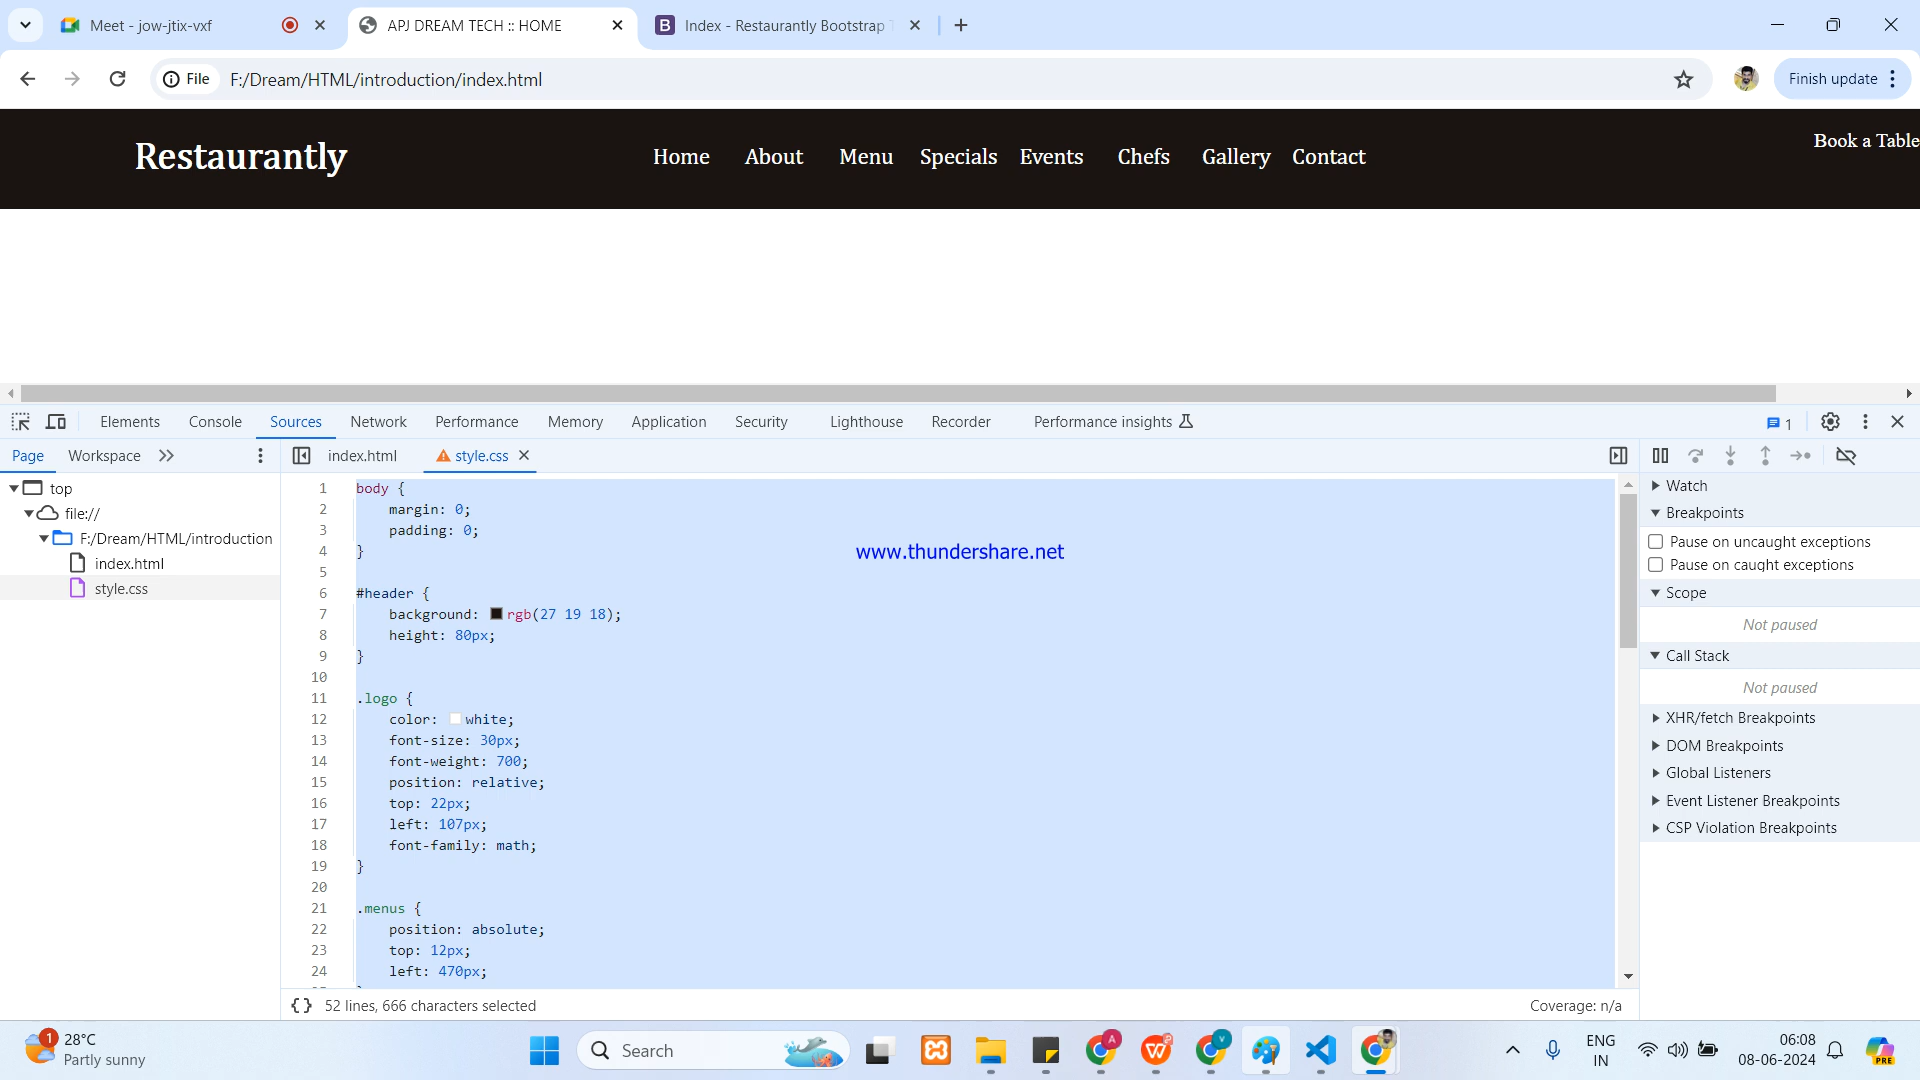 Meet - jow-jtix-vxf
APJ DREAM TECH :: HOME
B Index - Restaurantly Bootstrap
File F:/Dream/HTML/introduction/index.html
Finish update
Restaurantly Home About Menu Specials Events Chefs Gallery Contact Book a Table
Elements Console Sources Network Performance Memory Application Security Lighthouse Recorder Performance insights 1
Page Workspace index.html style.css
top
file://
F:/Dream/HTML/introduction
index.html
style.css
1 body {
2 margin: 0;
3 padding: 0;
4 }
5
6 #header {
7 background: rgb(27 19 18);
8 height: 80px;
9 }
10
11 .logo {
12 color: white;
13 font-size: 30px;
14 font-weight: 700;
15 position: relative;
16 top: 22px;
17 left: 107px;
18 font-family: math;
19 }
20
21 .menus {
22 position: absolute;
23 top: 12px;
24 left: 470px;
www.thundershare.net
Watch
Breakpoints
Pause on uncaught exceptions
Pause on caught exceptions
Scope
Not paused
Call Stack
Not paused
XHR/fetch Breakpoints
DOM Breakpoints
Global Listeners
Event Listener Breakpoints
CSP Violation Breakpoints
{} 52 lines, 666 characters selected
Coverage: n/a
1 28°C
Partly sunny
Search
A
V
ENG
IN
06:08
08-06-2024
PRE